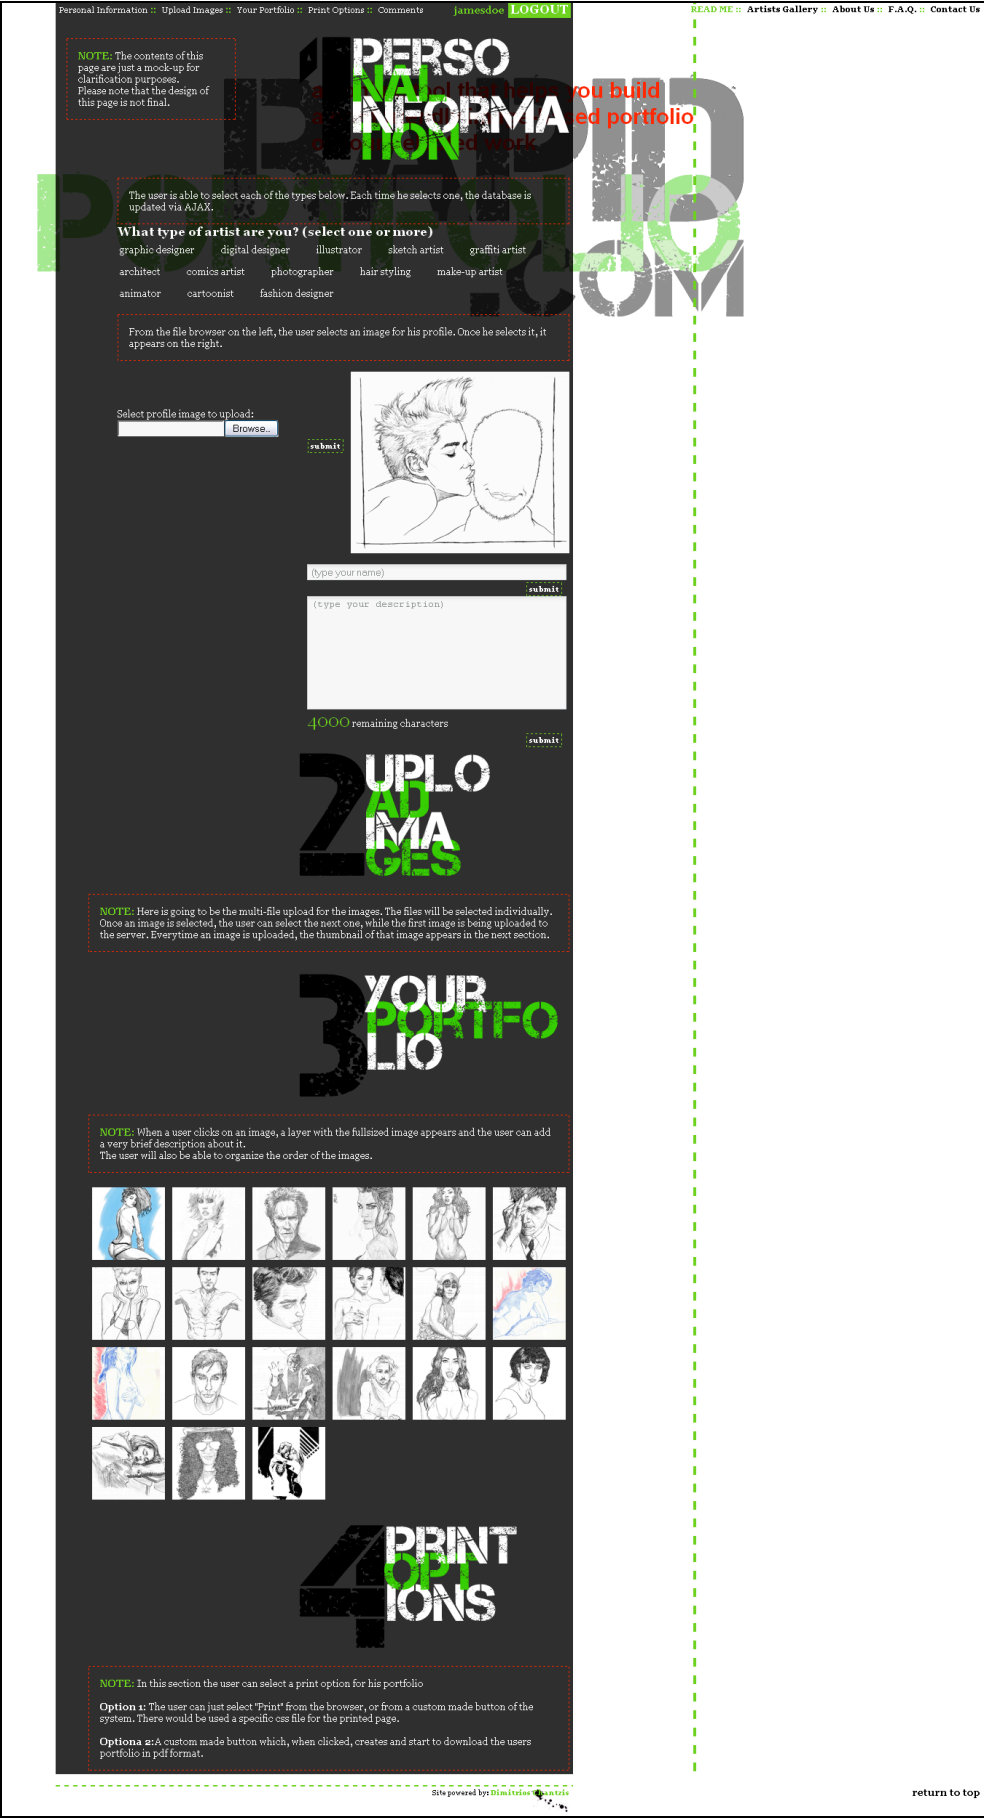 Personal Information :: Upload Images :: Your Portfolio :: Print Options :: Comments
jamesdoe LOGOUT
READ ME :: Artists Gallery :: About Us :: F.A.Q. :: Contact Us
NOTE: The contents of this
page are just a mock-up for
clarification purposes.
Please note that the design of
this page is not final.
1
PERSO
NAL
INFORMA
TION
you build
ed portfolio
work
RAPID
PORTFOLIO
.COM
The user is able to select each of the types below. Each time he selects one, the database is
updated via AJAX.
What type of artist are you? (select one or more)
graphic designer digital designer illustrator sketch artist graffiti artist
architect comics artist photographer hair styling make-up artist
animator cartoonist fashion designer
From the file browser on the left, the user selects an image for his profile. Once he selects it, it
appears on the right.
Select profile image to upload:
Browse..
submit
(type your name)
submit
(type your description)
4000 remaining characters
submit
2
UPLO
AD
IMA
GES
NOTE: Here is going to be the multi-file upload for the images. The files will be selected individually.
Once an image is selected, the user can select the next one, while the first image is being uploaded to
the server. Everytime an image is uploaded, the thumbnail of that image appears in the next section.
3
YOUR
PORTFO
LIO
NOTE: When a user clicks on an image, a layer with the fullsized image appears and the user can add
a very brief description about it.
The user will also be able to organize the order of the images.
4
PRINT
OPT
IONS
NOTE: In this section the user can select a print option for his portfolio
Option 1: The user can just select "Print" from the browser, or from a custom made button of the
system. There would be used a specific css file for the printed page.
Optiona 2:A custom made button which, when clicked, creates and start to download the users
portfolio in pdf format.
Site powered by: Dimitrios
return to top